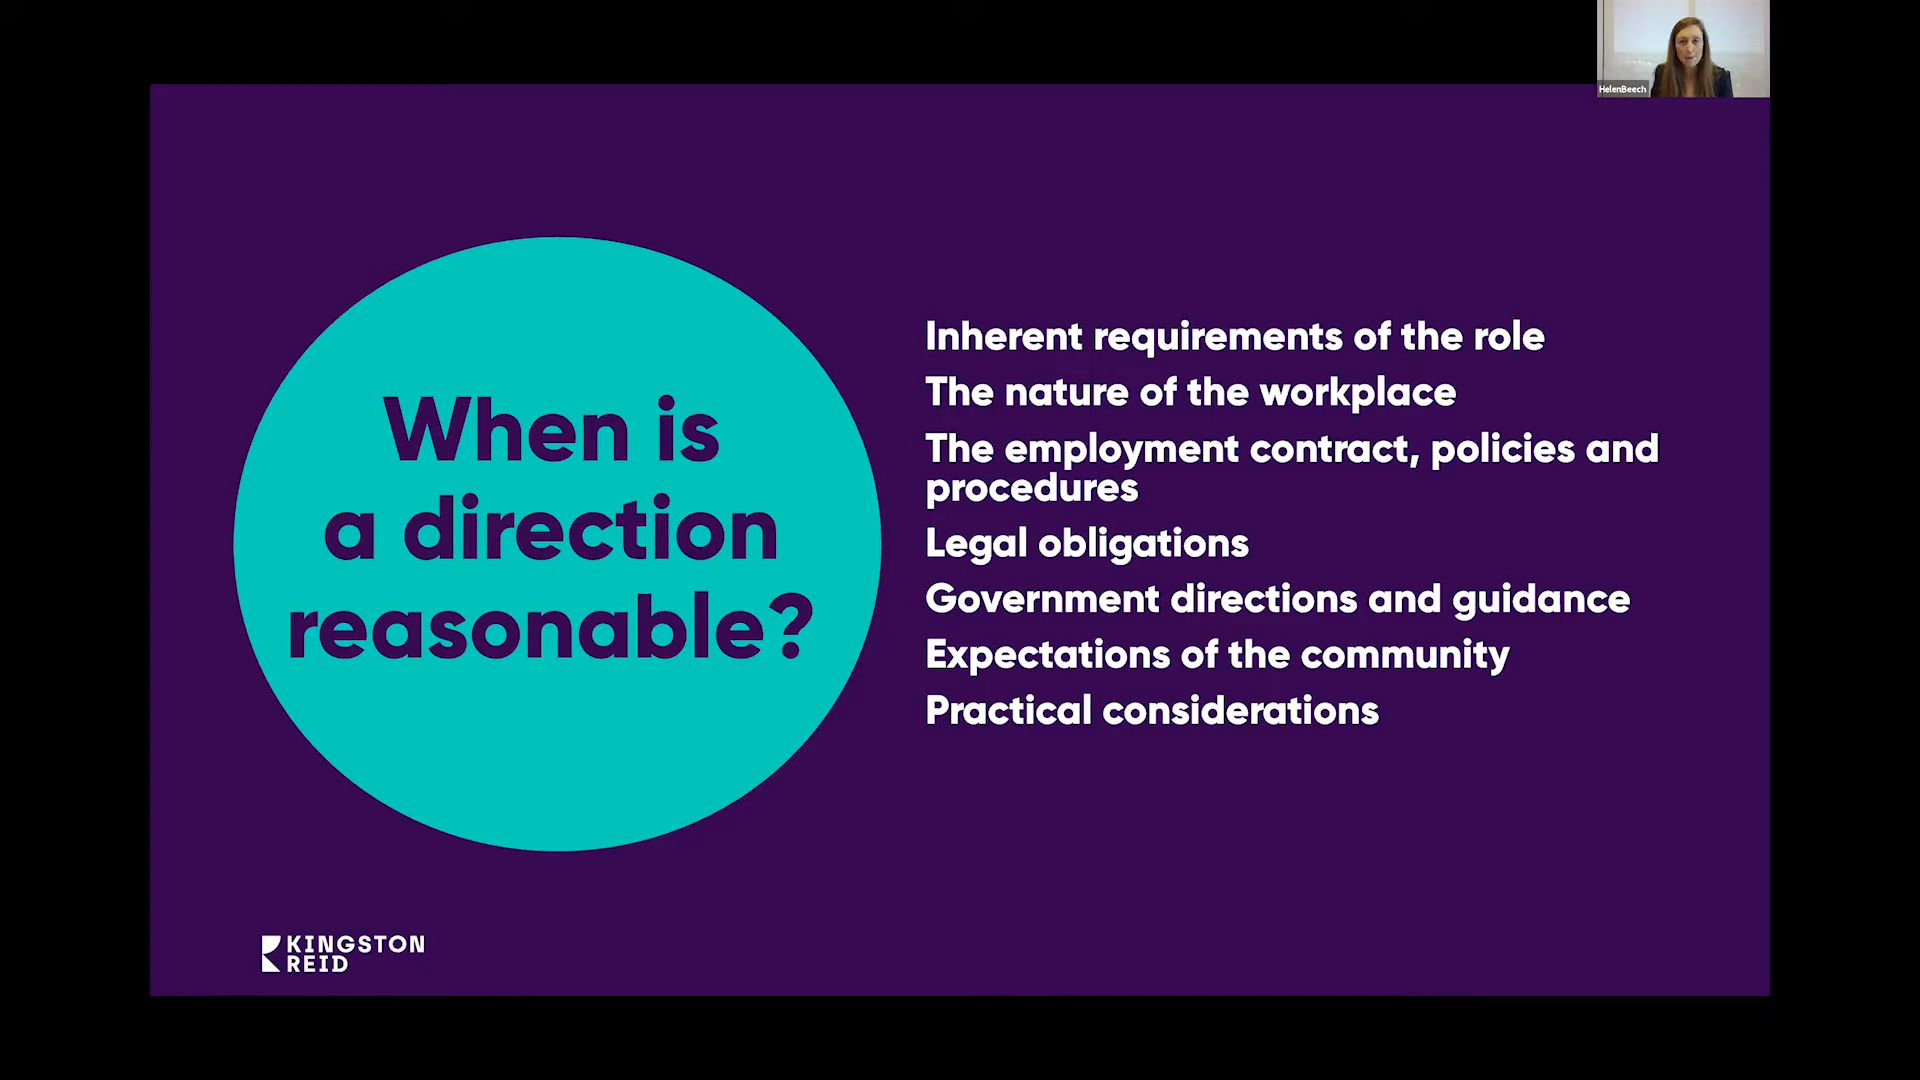 HelenBeech
When is
a direction
reasonable?
Inherent requirements of the role
The nature of the workplace
The employment contract, policies and
procedures
Legal obligations
Government directions and guidance
Expectations of the community
Practical considerations
KINGSTON
REID